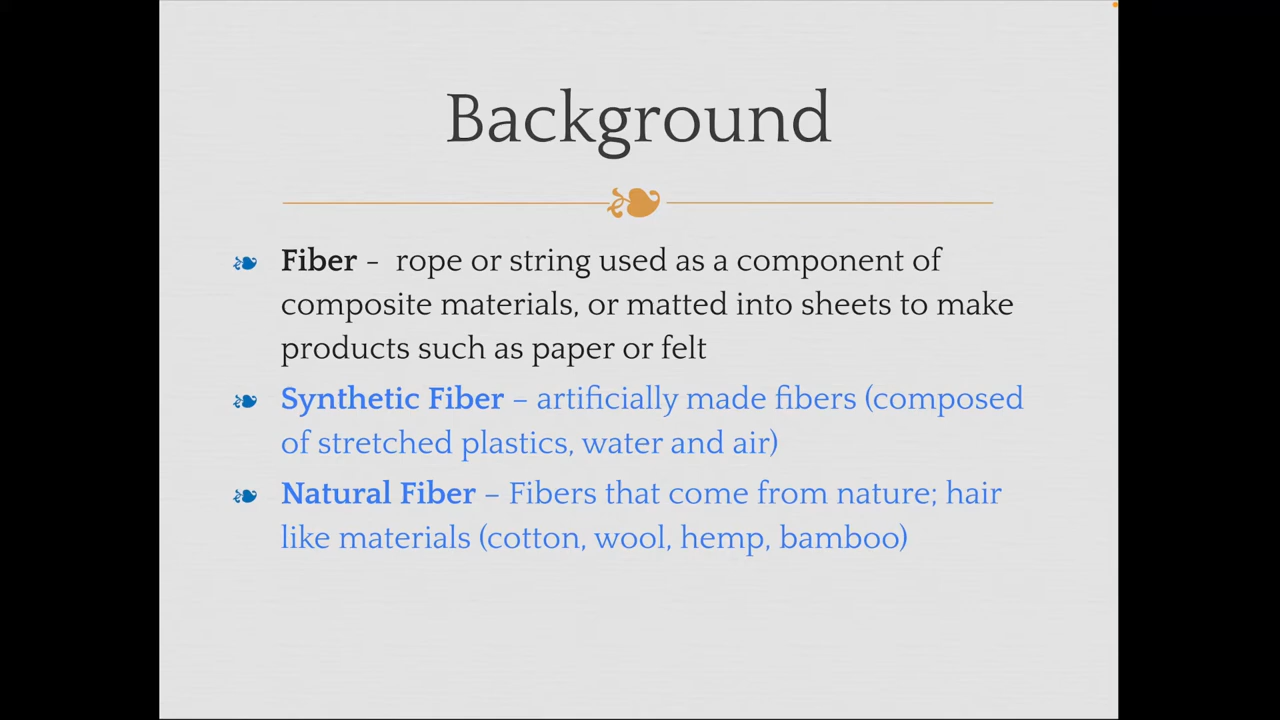 Background
Fiber – rope or string used as a component of
composite materials, or matted into sheets to make
products such as paper or felt
Synthetic Fiber – artificially made fibers (composed
of stretched plastics, water and air)
Natural Fiber – Fibers that come from nature; hair
like materials (cotton, wool, hemp, bamboo)